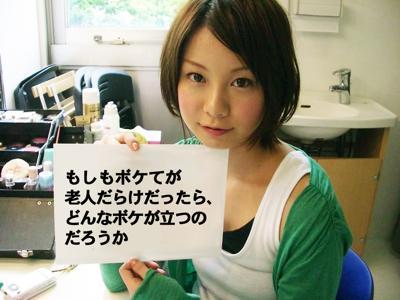 もしもボケてが
老人だらけだったら、
どんなボケが立つの
だろうか